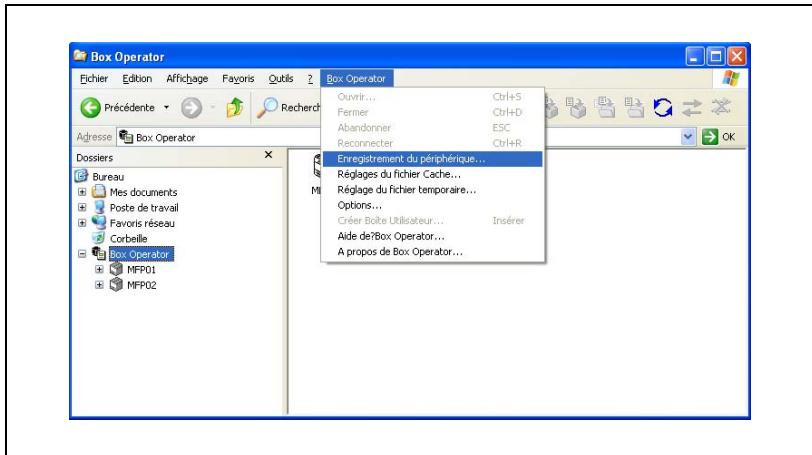 Box Operator
Fichier Edition Affichage Favoris Outils ? Box Operator
Précédente Recherch
Adresse Box Operator OK
Dossiers
Bureau
Mes documents
Poste de travail
Favoris réseau
Corbeille
Box Operator
MFP01
MFP02
Ouvrir... Ctrl+S
Fermer Ctrl+D
Abandonner ESC
Reconnecter Ctrl+R
Enregistrement du périphérique...
Réglages du fichier Cache...
Réglage du fichier temporaire...
Options...
Créer Boîte Utilisateur... Insérer
Aide de?Box Operator...
A propos de Box Operator...